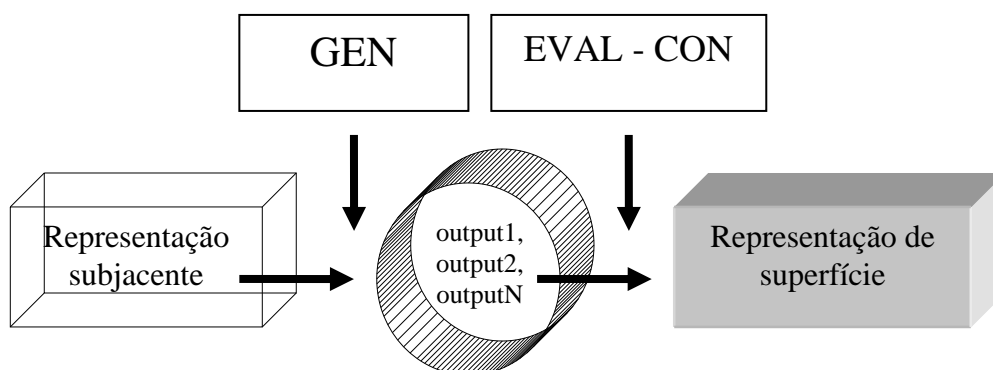 GEN
EVAL - CON
Representação
subjacente
output1,
output2,
outputN
Representação de
superfície